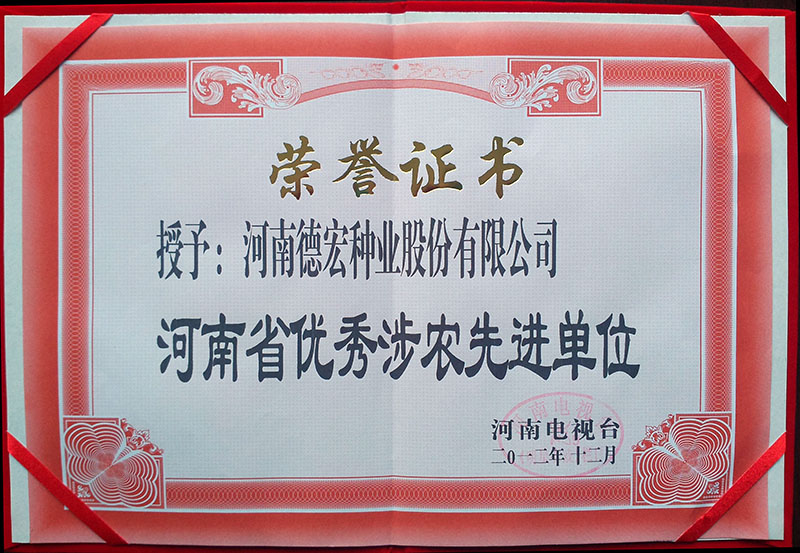 荣誉证书
授予：河南德宏种业股份有限公司
河南省优秀涉农先进单位
河南电视台
二0一二年十二月